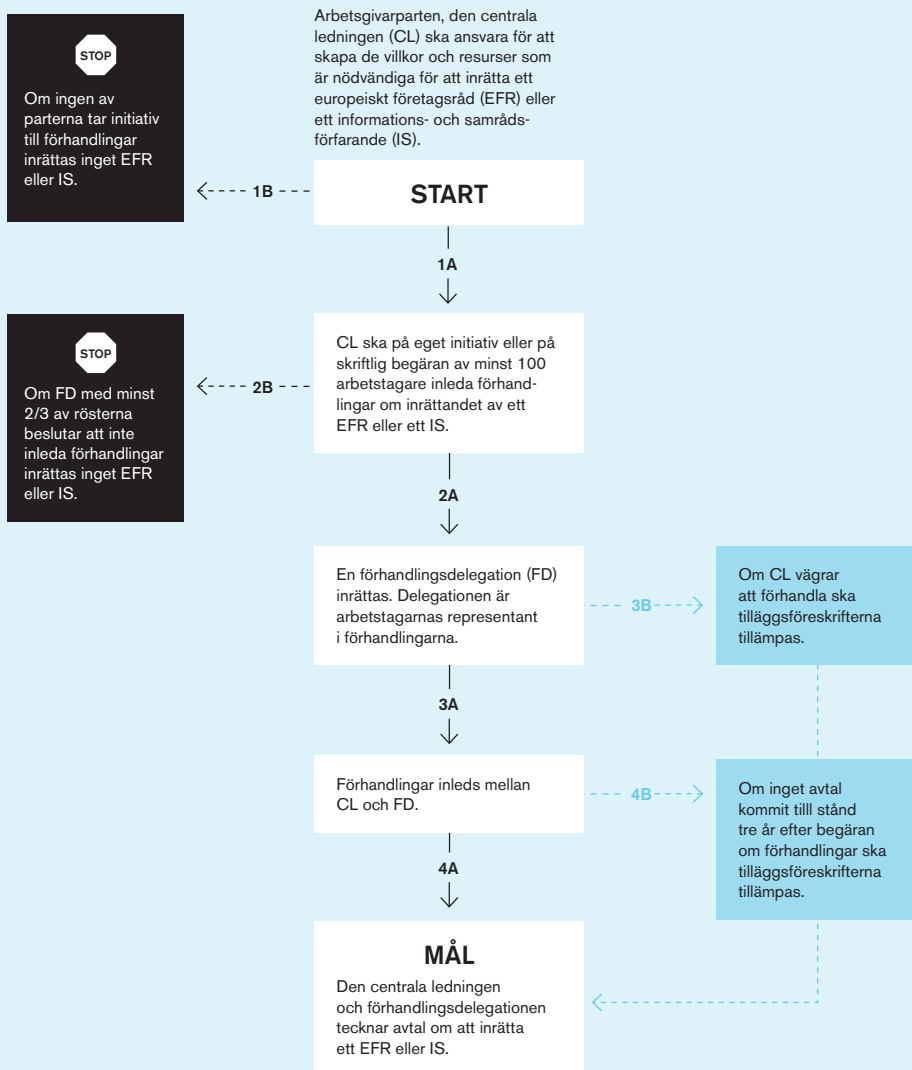 Arbetsgivarparten, den centrala
ledningen (CL) ska ansvara för att
skapa de villkor och resurser som
är nödvändiga för att inrätta ett
europeiskt företagsråd (EFR) eller
ett informations- och samråds-
förfarande (IS).
STOP
Om ingen av
parterna tar initiativ
till förhandlingar
inrättas inget EFR
eller IS.
1B
START
1A
STOP
Om FD med minst
2/3 av rösterna
beslutar att inte
inleda förhandlingar
inrättas inget EFR
eller IS.
2B
CL ska på eget initiativ eller på
skriftlig begäran av minst 100
arbetstagare inleda förhand-
lingar om inrättandet av ett
EFR eller ett IS.
2A
En förhandlingsdelegation (FD)
inrättas. Delegationen är
arbetstagarnas representant
i förhandlingarna.
3B
Om CL vägrar
att förhandla ska
tilläggsföreskrifterna
tillämpas.
3A
Förhandlingar inleds mellan
CL och FD.
4B
Om inget avtal
kommit tilll stånd
tre år efter begäran
om förhandlingar ska
tilläggsföreskrifterna
tillämpas.
4A
MÅL
Den centrala ledningen
och förhandlingsdelegationen
tecknar avtal om att inrätta
ett EFR eller IS.